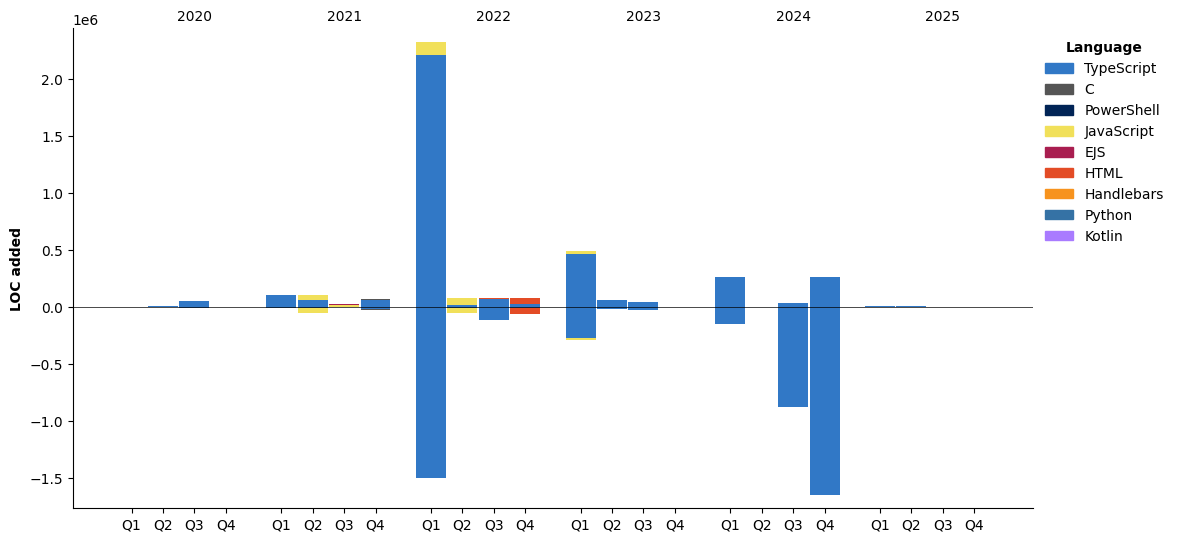 1e6
2020 2021 2022 2023 2024 2025
Language
TypeScript
C
PowerShell
JavaScript
EJS
HTML
Handlebars
Python
Kotlin
LOC added
2.0
1.5
1.0
0.5
0.0
−0.5
−1.0
−1.5
Q1 Q2 Q3 Q4 Q1 Q2 Q3 Q4 Q1 Q2 Q3 Q4 Q1 Q2 Q3 Q4 Q1 Q2 Q3 Q4 Q1 Q2 Q3 Q4